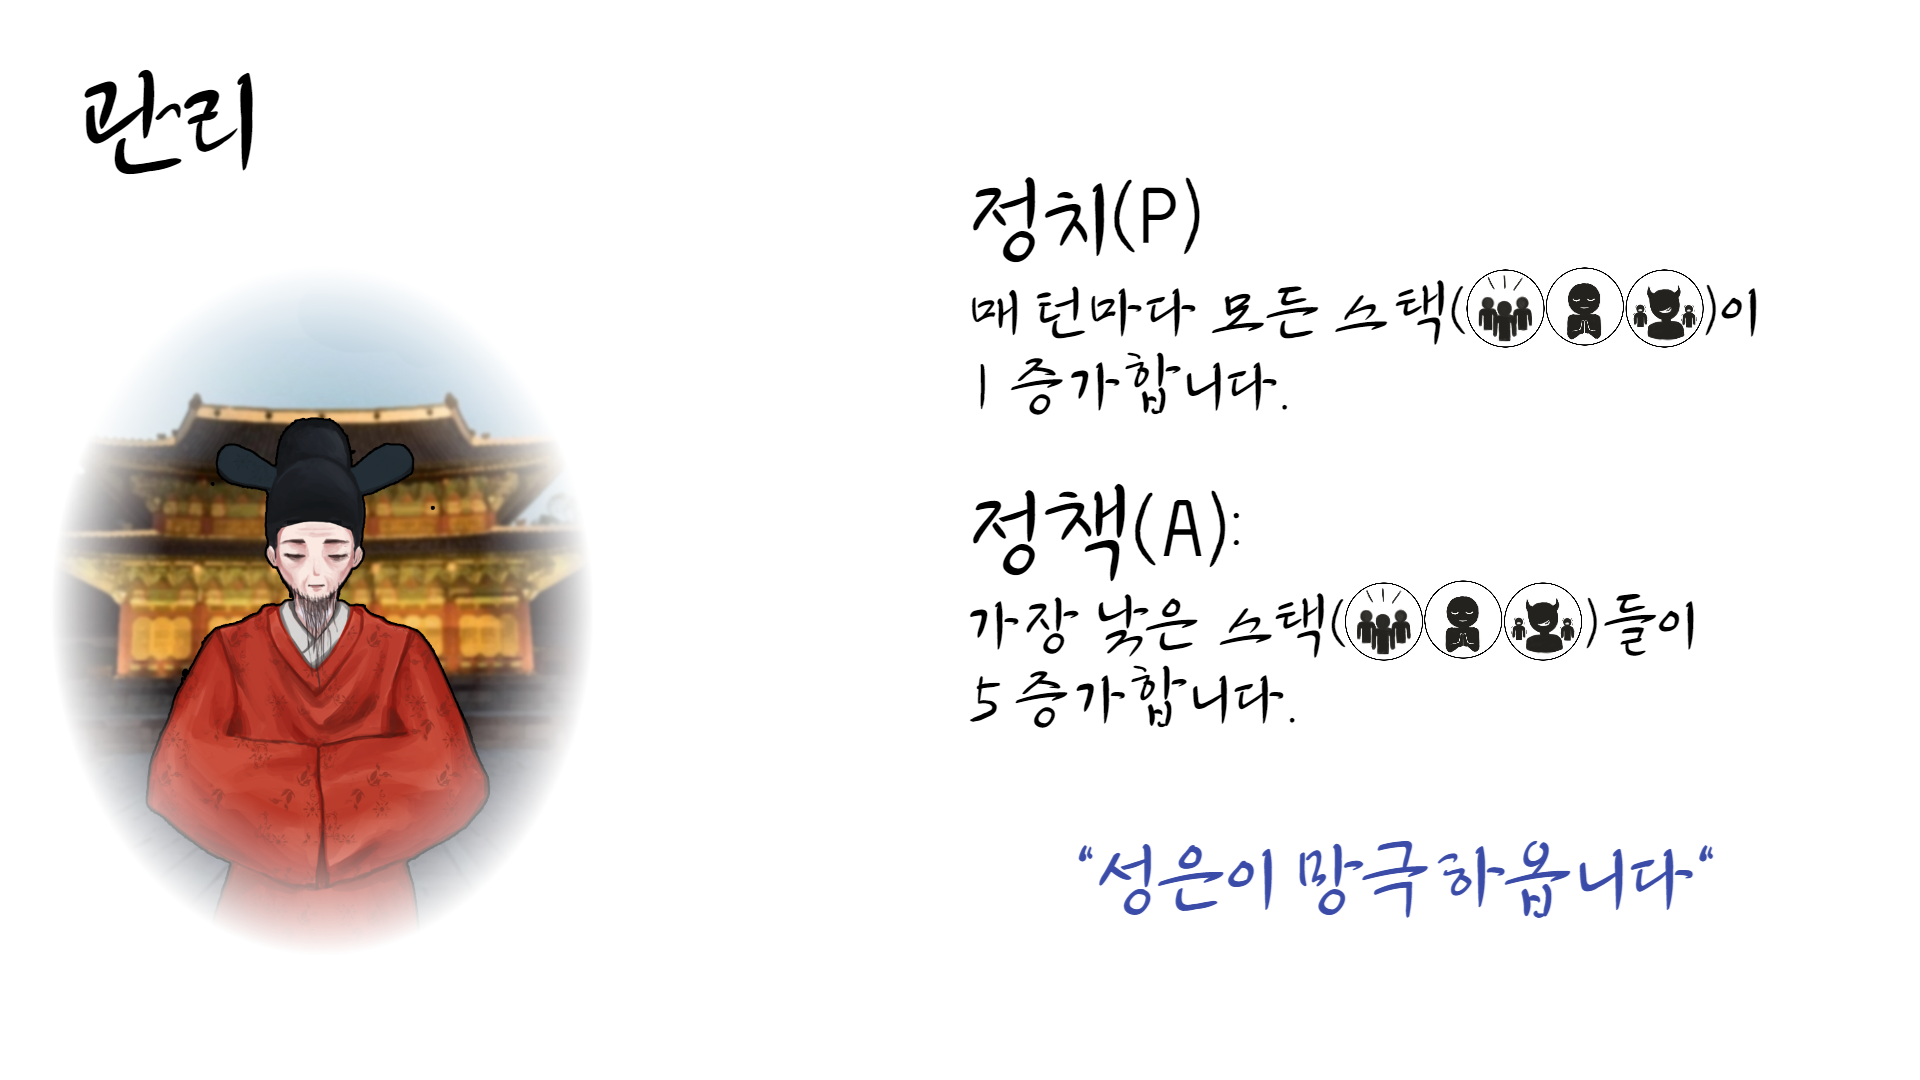 관리
정치(P)
매 턴마다 모든 스택()이
1 증가합니다.
정책(A):
가장 낮은 스택()들이
5 증가합니다.
“성은이 망극하옵니다“